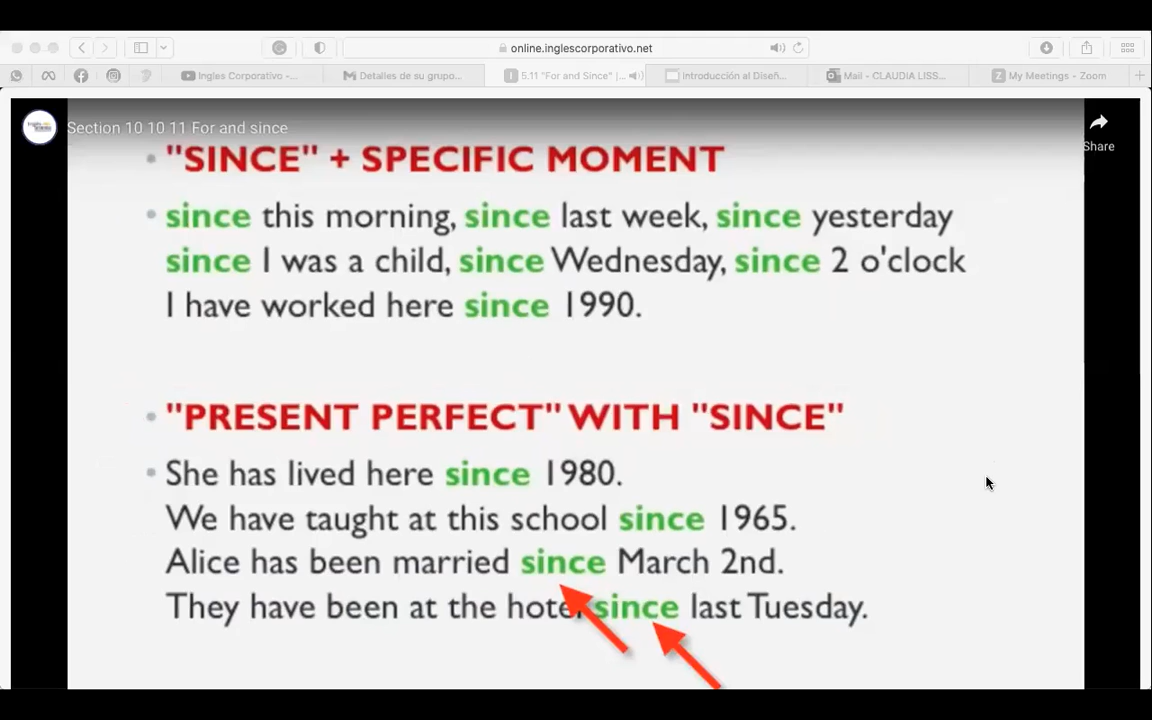 online.inglescorporativo.net
Ingles Corporativo -...
Detalles de su grupo...
5.11 "For and Since" |...
Introducción al Diseñ...
Mail - CLAUDIA LISS...
My Meetings - Zoom
Section 10 10 11 For and since
Share
• "SINCE" + SPECIFIC MOMENT
• since this morning, since last week, since yesterday
since I was a child, since Wednesday, since 2 o'clock
I have worked here since 1990.
• "PRESENT PERFECT" WITH "SINCE"
• She has lived here since 1980.
We have taught at this school since 1965.
Alice has been married since March 2nd.
They have been at the hotel since last Tuesday.